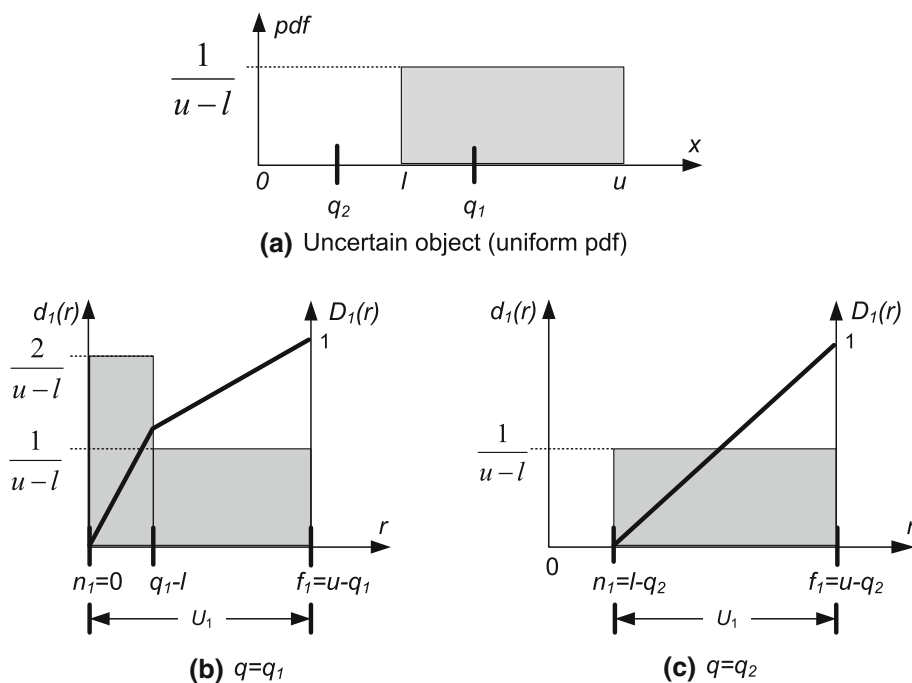 pdf
1
u – l
x
0
q2
l
q1
u
(a) Uncertain object (uniform pdf)
d1(r)
D1(r)
2
u – l
1
1
u – l
r
n1=0
q1-l
f1=u-q1
U1
(b) q=q1
d1(r)
D1(r)
1
1
u – l
r
0
n1=l-q2
f1=u-q2
U1
(c) q=q2